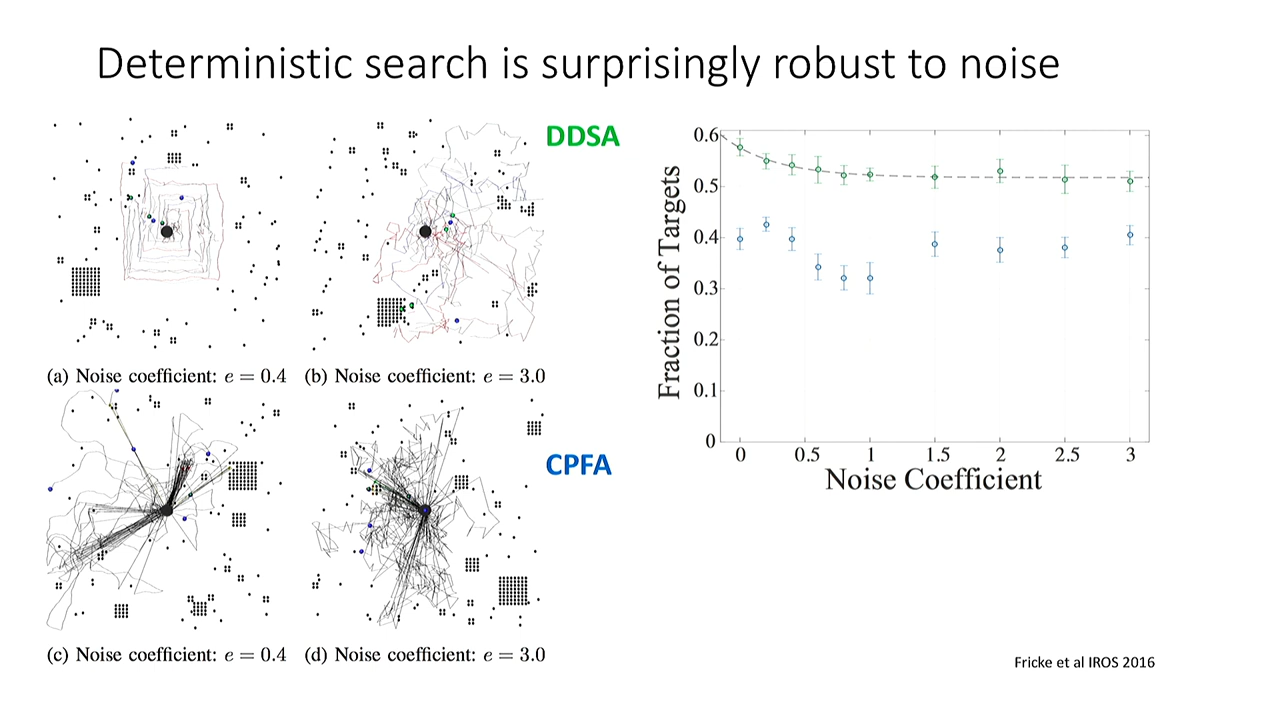 Deterministic search is surprisingly robust to noise
DDSA
(a) Noise coefficient: e = 0.4
(b) Noise coefficient: e = 3.0
CPFA
(c) Noise coefficient: e = 0.4
(d) Noise coefficient: e = 3.0
Fraction of Targets
0.6
0.5
0.4
0.3
0.2
0.1
0
0 0.5 1 1.5 2 2.5 3
Noise Coefficient
Fricke et al IROS 2016